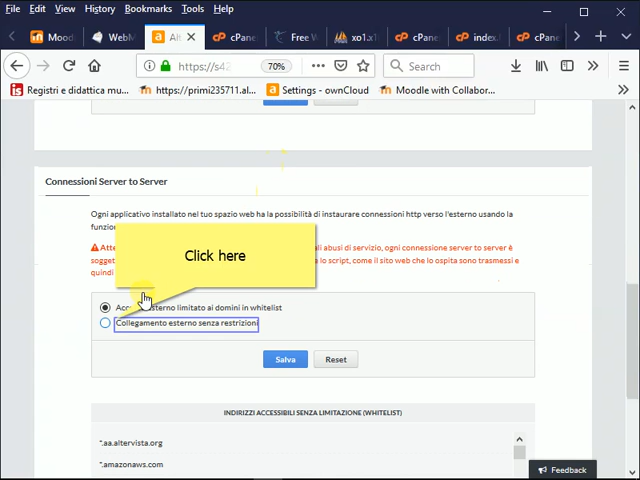 File Edit View History Bookmarks Tools Help
Mood
WebM
Al
cPane
Free W
xo1.x1
cPane
index.
cPane
https://s4
70%
Search
Registri e didattica mu...
https://primi235711.al...
Settings - ownCloud
Moodle with Collabor...
Connessioni Server to Server
Ogni applicativo installato nel tuo spazio web ha la possibilità di instaurare connessioni http verso l'esterno usando la
funzio
Click here
Atte
ali abusi di servizio, ogni connessione server to server è
sogget
lo script, come il sito web che lo ospita sono trasmessi e
quindi
Acc
sterno limitato ai domini in whitelist
Collegamento esterno senza restrizioni
Salva
Reset
INDIRIZZI ACCESSIBILI SENZA LIMITAZIONE (WHITELIST)
*.aa.altervista.org
*.amazonaws.com
Feedback